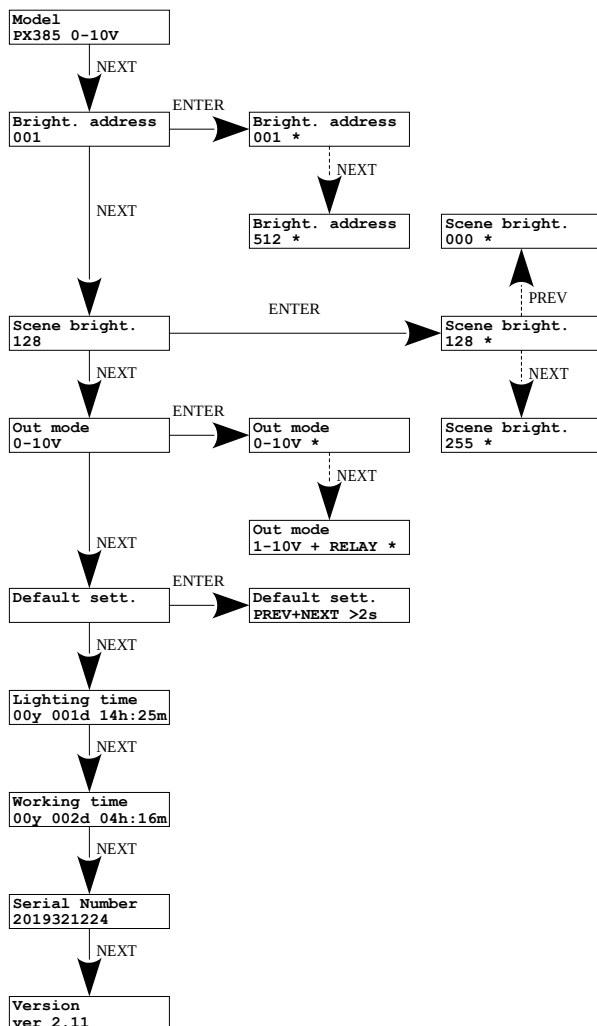 Model
PX385 0-10V
NEXT
ENTER
Bright. address
001
Bright. address
001 *
NEXT
NEXT
Bright. address
512 *
Scene bright.
000 *
PREV
ENTER
Scene bright.
128
Scene bright.
128 *
NEXT
NEXT
ENTER
Out mode
0-10V
Out mode
0-10V *
Scene bright.
255 *
NEXT
Out mode
1-10V + RELAY *
NEXT
ENTER
Default sett.
Default sett.
PREV+NEXT >2s
NEXT
Lighting time
00y 001d 14h:25m
NEXT
Working time
00y 002d 04h:16m
NEXT
Serial Number
2019321224
NEXT
Version
ver 2.11